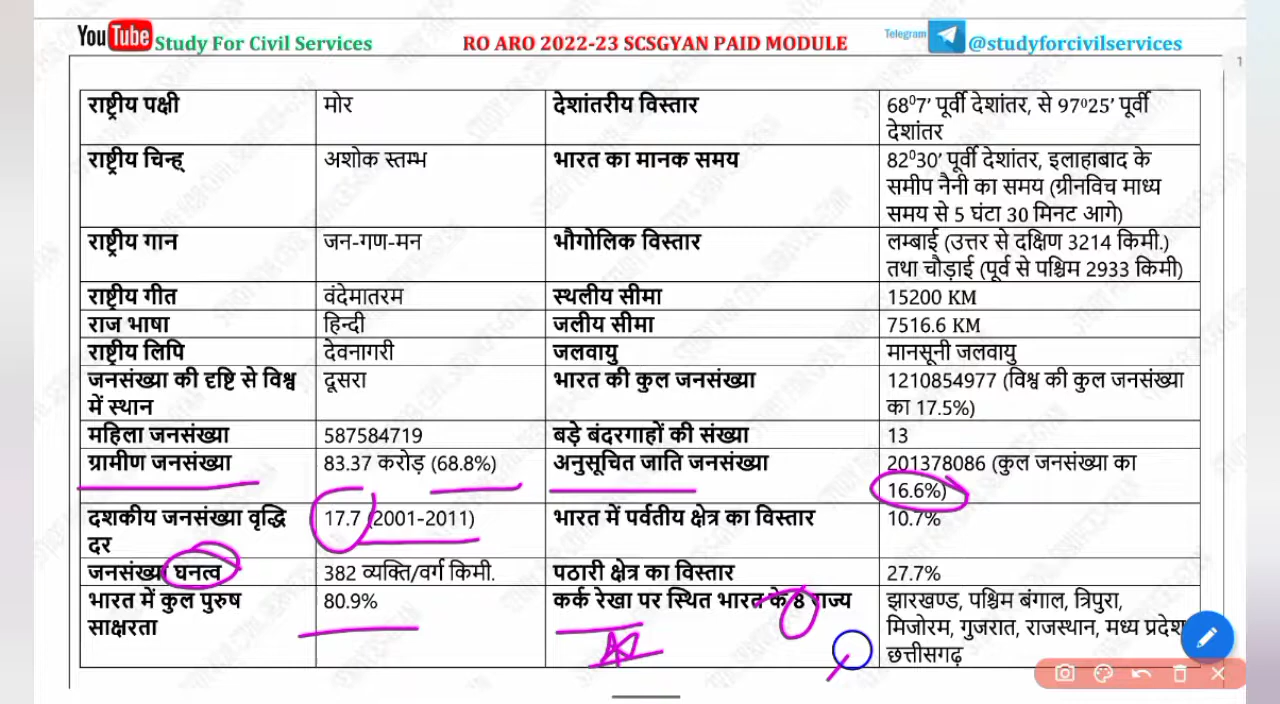 YouTube Study For Civil Services RO ARO 2022-23 SCSGYAN PAID MODULE Telegram @studyforcivilservices
1
राष्ट्रीय पक्षी मोर देशांतरीय विस्तार 68⁰7’ पूर्वी देशांतर, से 97⁰25’ पूर्वी
देशांतर
राष्ट्रीय चिन्ह् अशोक स्तम्भ भारत का मानक समय 82⁰30’ पूर्वी देशांतर, इलाहाबाद के
समीप नैनी का समय (ग्रीनविच माध्य
समय से 5 घंटा 30 मिनट आगे)
राष्ट्रीय गान जन-गण-मन भौगोलिक विस्तार लम्बाई (उत्तर से दक्षिण 3214 किमी.)
तथा चौड़ाई (पूर्व से पश्चिम 2933 किमी)
राष्ट्रीय गीत वंदेमातरम स्थलीय सीमा 15200 KM
राज भाषा हिन्दी जलीय सीमा 7516.6 KM
राष्ट्रीय लिपि देवनागरी जलवायु मानसूनी जलवायु
जनसंख्या की दृष्टि से विश्व दूसरा भारत की कुल जनसंख्या 1210854977 (विश्व की कुल जनसंख्या
में स्थान का 17.5%)
महिला जनसंख्या 587584719 बड़े बंदरगाहों की संख्या 13
ग्रामीण जनसंख्या 83.37 करोड़ (68.8%) अनुसूचित जाति जनसंख्या 201378086 (कुल जनसंख्या का
16.6%)
दशकीय जनसंख्या वृद्धि 17.7 (2001-2011) भारत में पर्वतीय क्षेत्र का विस्तार 10.7%
दर
जनसंख्या घनत्व 382 व्यक्ति/वर्ग किमी. पठारी क्षेत्र का विस्तार 27.7%
भारत में कुल पुरुष 80.9% कर्क रेखा पर स्थित भारत के 8 राज्य झारखण्ड, पश्चिम बंगाल, त्रिपुरा,
साक्षरता मिजोरम, गुजरात, राजस्थान, मध्य प्रदेश
छत्तीसगढ़